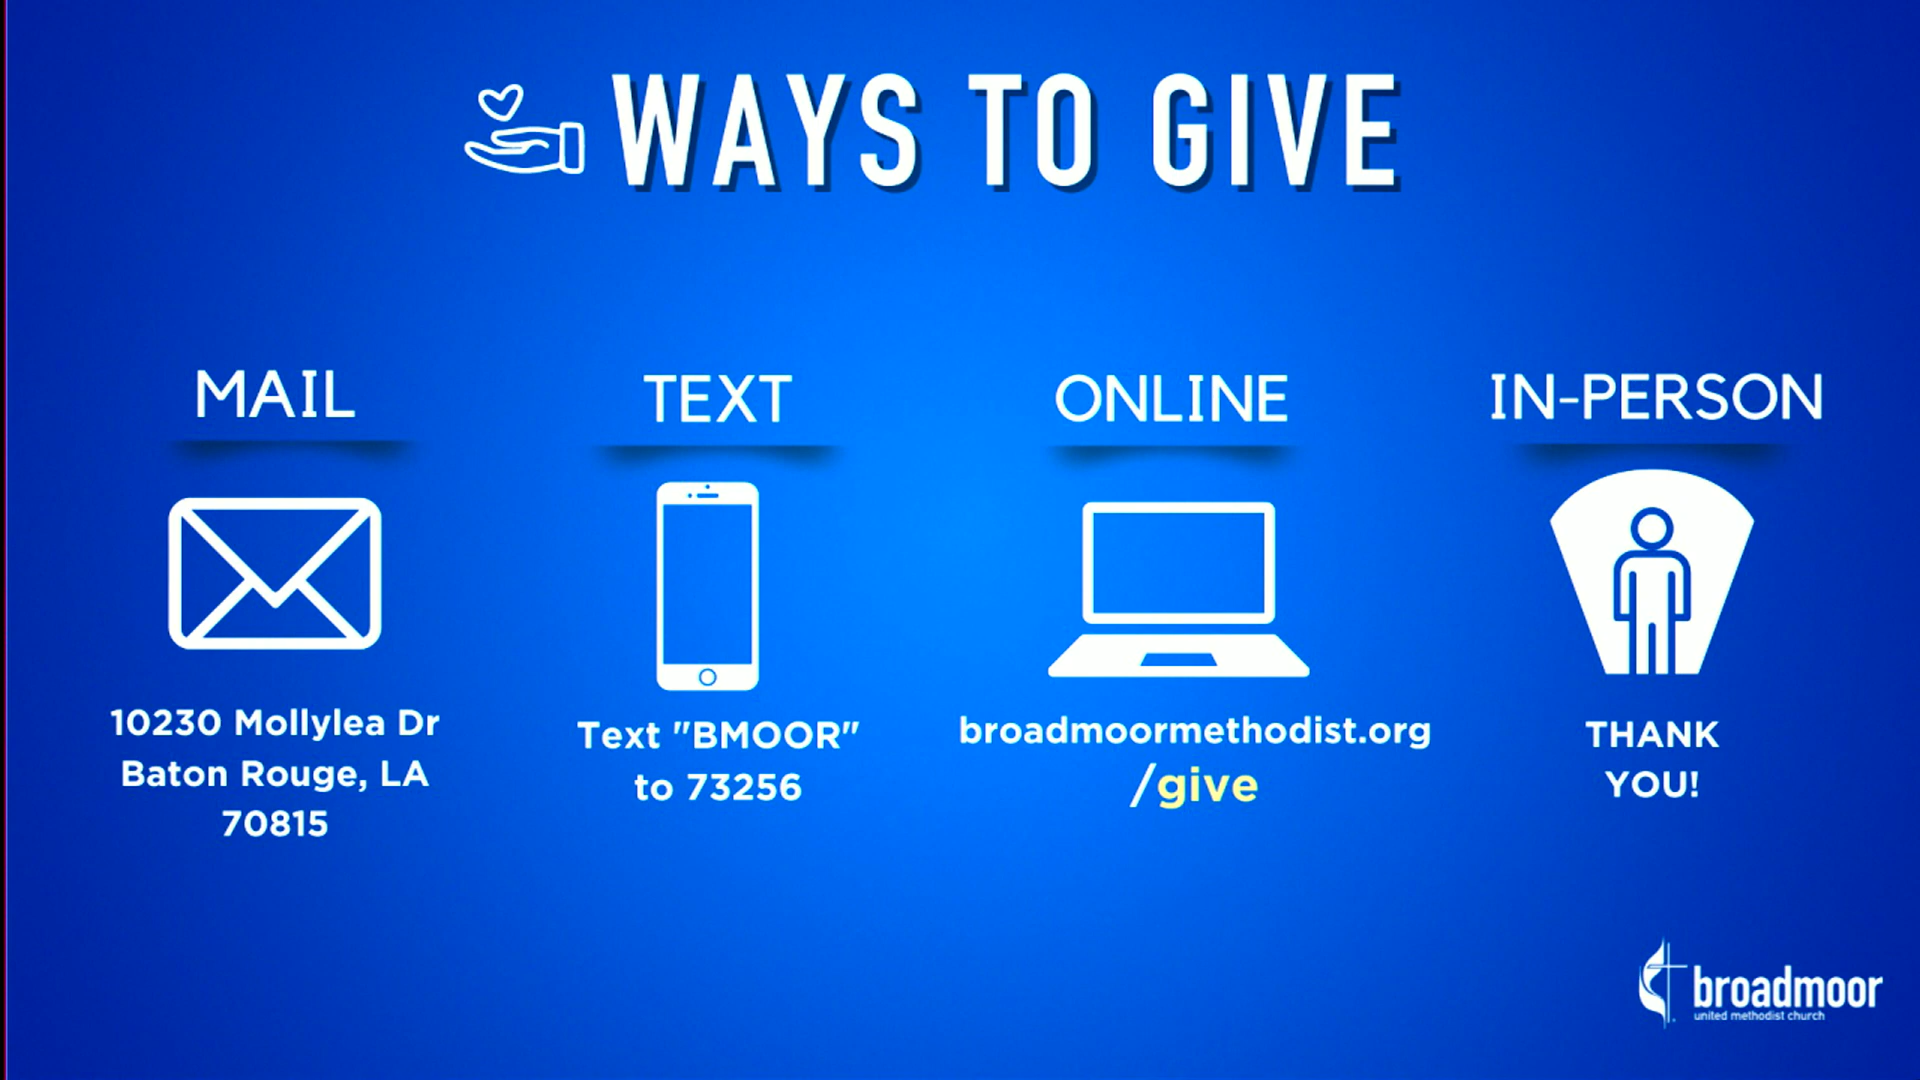 WAYS TO GIVE
MAIL
10230 Mollylea Dr
Baton Rouge, LA
70815
TEXT
Text "BMOOR"
to 73256
ONLINE
broadmoormethodist.org
/give
IN-PERSON
THANK
YOU!
broadmoor
united methodist church